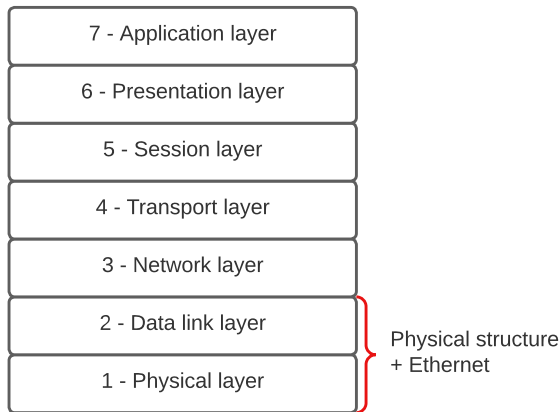 7 - Application layer
6 - Presentation layer
5 - Session layer
4 - Transport layer
3 - Network layer
2 - Data link layer
1 - Physical layer
Physical structure
+ Ethernet